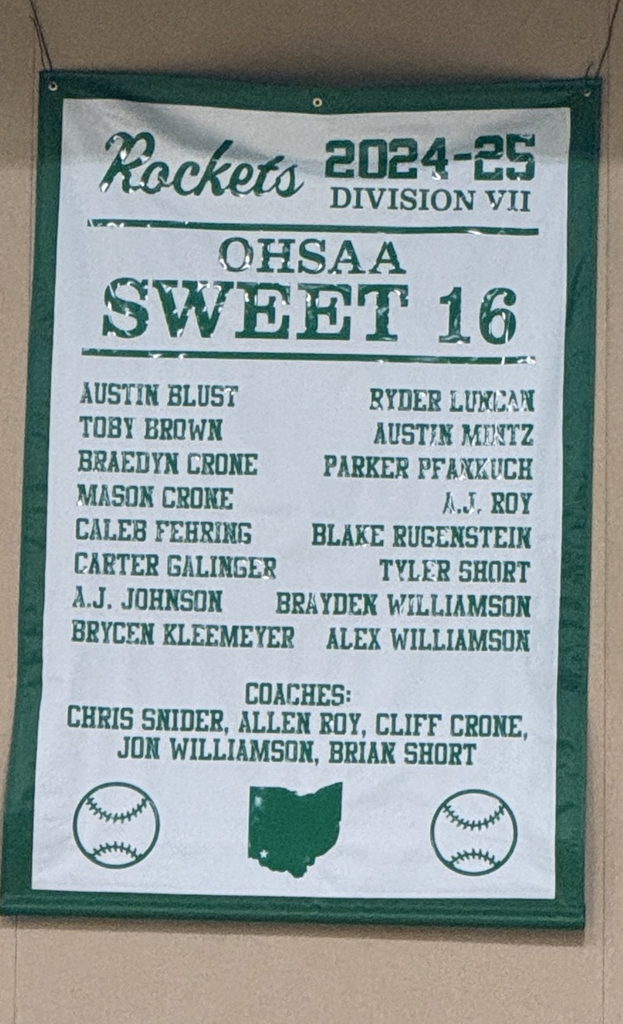 Rockets 2024-25
DIVISION VII
OHSAA
SWEET 16
AUSTIN BLUST RYDER LUNCAN
TOBY BROWN AUSTIN MINTZ
BRAEDYN CRONE PARKER PFANKUCH
MASON CRONE A.J. ROY
CALEB FEHRING BLAKE RUGENSTEIN
CARTER GALINGER TYLER SHORT
A.J. JOHNSON BRAYDEN WILLIAMSON
BRYCEN KLEEMEYER ALEX WILLIAMSON
COACHES:
CHRIS SNIDER, ALLEN ROY, CLIFF CRONE,
JON WILLIAMSON, BRIAN SHORT